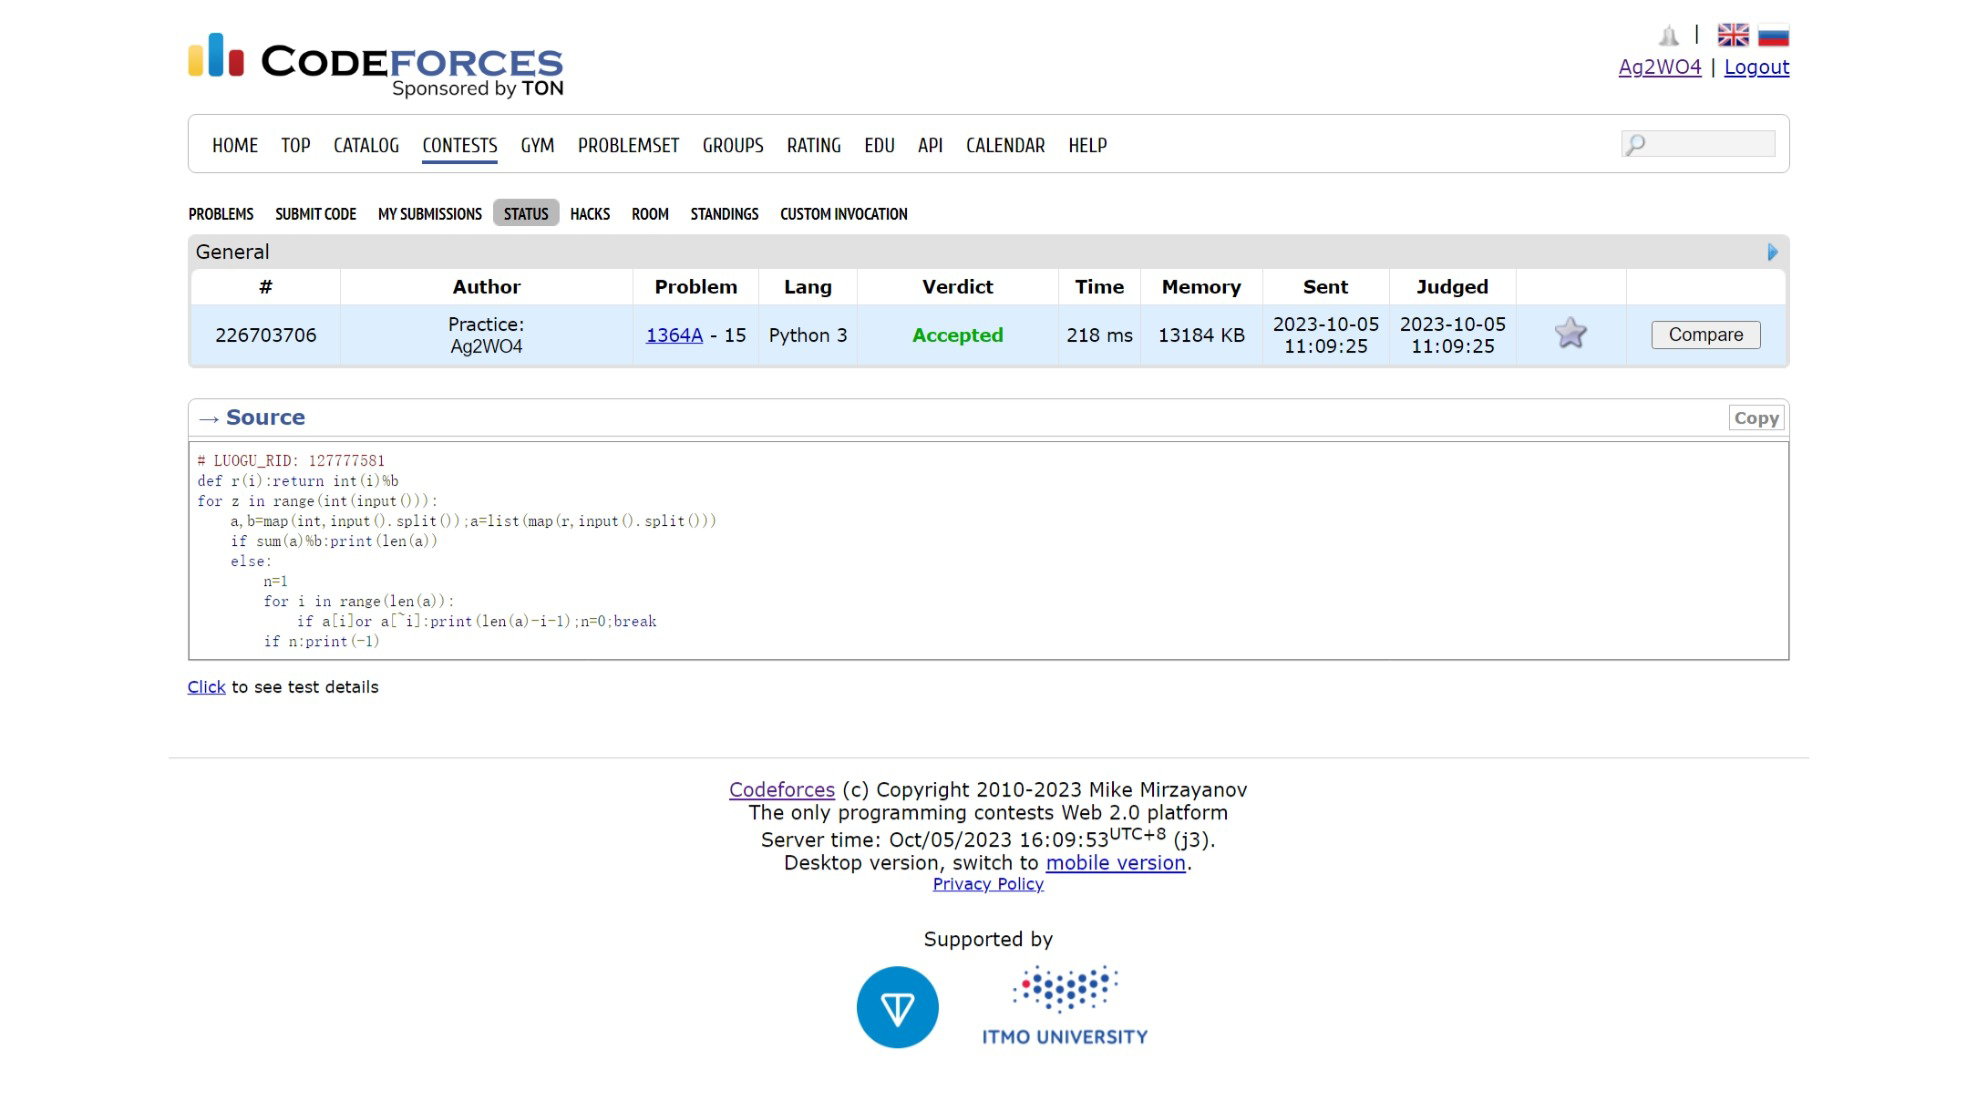 CODEFORCES
Sponsored by TON
|
Ag2WO4 | Logout
HOME TOP CATALOG CONTESTS GYM PROBLEMSET GROUPS RATING EDU API CALENDAR HELP
PROBLEMS SUBMIT CODE MY SUBMISSIONS STATUS HACKS ROOM STANDINGS CUSTOM INVOCATION
General
# Author Problem Lang Verdict Time Memory Sent Judged
226703706 Practice: Ag2WO4 1364A - 15 Python 3 Accepted 218 ms 13184 KB 2023-10-05 11:09:25 2023-10-05 11:09:25 Compare
→ Source Copy
# LUOGU_RID: 127777581
def r(i):return int(i)%b
for z in range(int(input())):
    a,b=map(int,input().split());a=list(map(r,input().split()))
    if sum(a)%b:print(len(a))
    else:
        n=1
        for i in range(len(a)):
            if a[i]or a[~i]:print(len(a)-i-1);n=0;break
        if n:print(-1)
Click to see test details
Codeforces (c) Copyright 2010-2023 Mike Mirzayanov
The only programming contests Web 2.0 platform
Server time: Oct/05/2023 16:09:53UTC+8 (j3).
Desktop version, switch to mobile version.
Privacy Policy
Supported by
ITMO UNIVERSITY